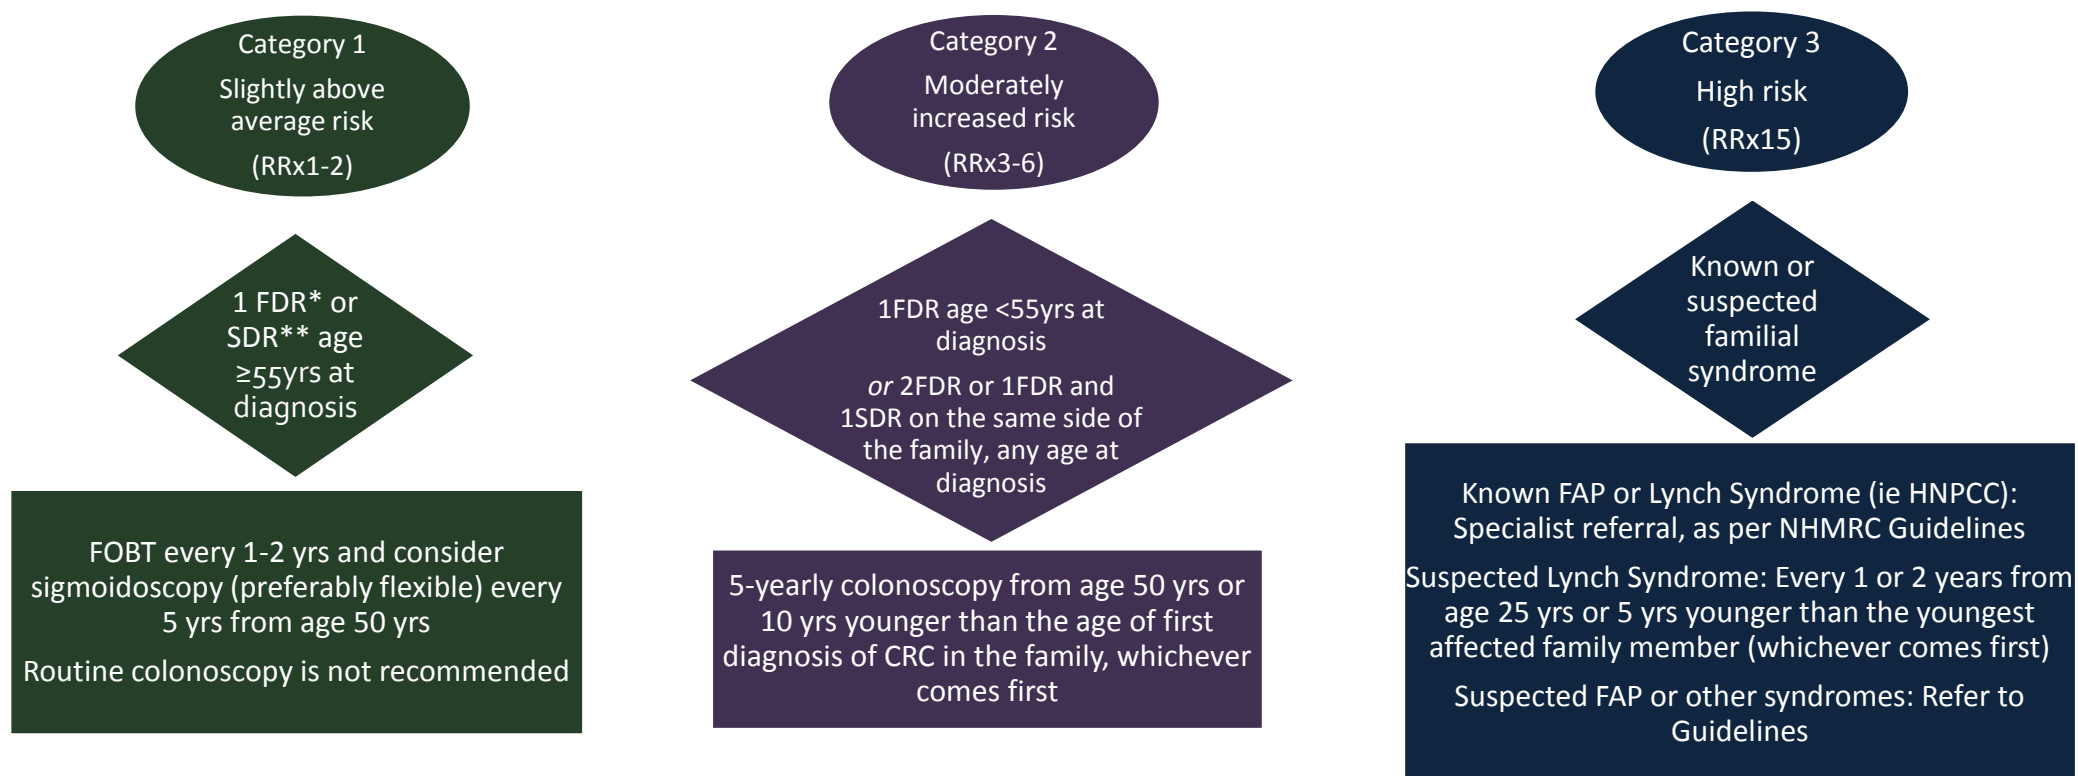 Category 1
Slightly above
average risk
(RRx1-2)
1 FDR* or
SDR** age
≥55yrs at
diagnosis
FOBT every 1-2 yrs and consider
sigmoidoscopy (preferably flexible) every
5 yrs from age 50 yrs
Routine colonoscopy is not recommended
Category 2
Moderately
increased risk
(RRx3-6)
1FDR age <55yrs at
diagnosis
or 2FDR or 1FDR and
1SDR on the same side of
the family, any age at
diagnosis
5-yearly colonoscopy from age 50 yrs or
10 yrs younger than the age of first
diagnosis of CRC in the family, whichever
comes first
Category 3
High risk
(RRx15)
Known or
suspected
familial
syndrome
Known FAP or Lynch Syndrome (ie HNPCC):
Specialist referral, as per NHMRC Guidelines
Suspected Lynch Syndrome: Every 1 or 2 years from
age 25 yrs or 5 yrs younger than the youngest
affected family member (whichever comes first)
Suspected FAP or other syndromes: Refer to
Guidelines